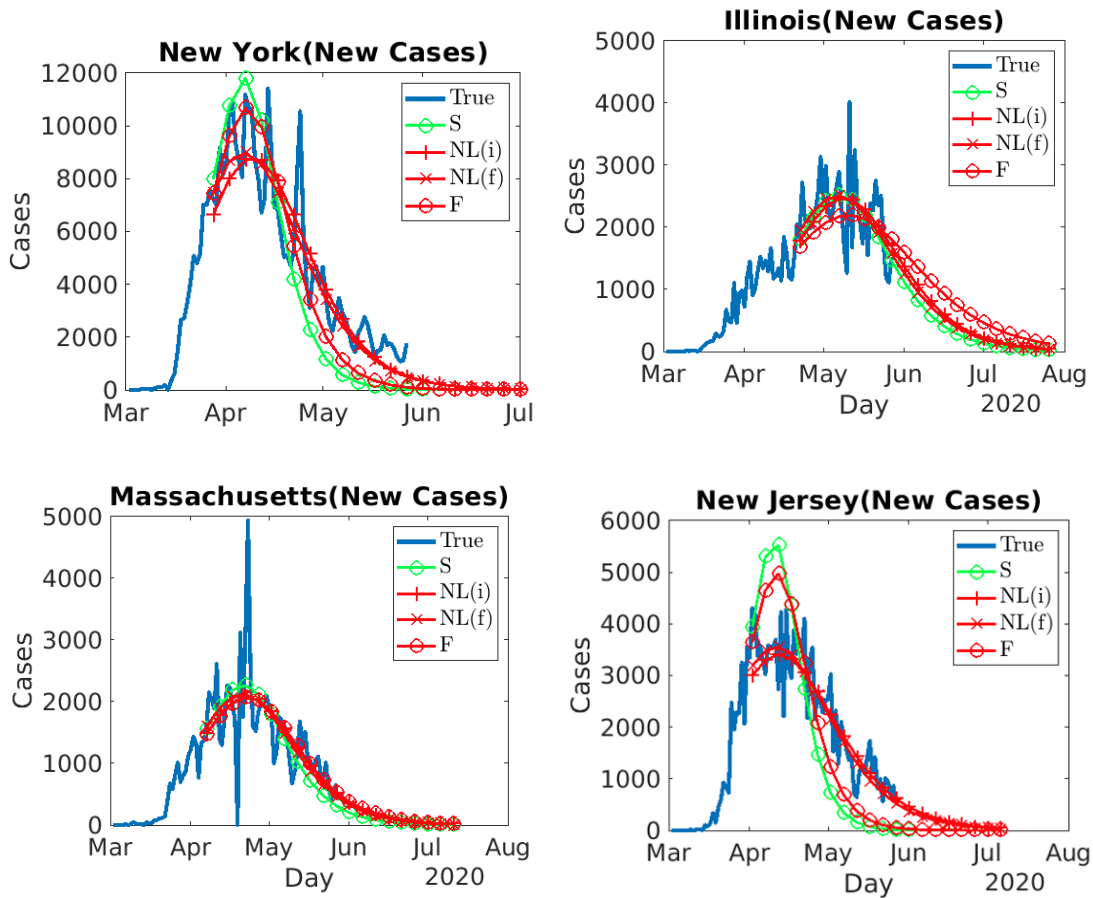 New York(New Cases)
12000
10000
8000
6000
4000
2000
0
Cases
Mar Apr May Jun Jul
True
S
NL(i)
NL(f)
F
Illinois(New Cases)
5000
4000
3000
2000
1000
0
Cases
Mar Apr May Jun Jul Aug
Day 2020
True
S
NL(i)
NL(f)
F
Massachusetts(New Cases)
5000
4000
3000
2000
1000
0
Cases
Mar Apr May Jun Jul Aug
Day 2020
True
S
NL(i)
NL(f)
F
New Jersey(New Cases)
6000
5000
4000
3000
2000
1000
0
Cases
Mar Apr May Jun Jul Aug
Day 2020
True
S
NL(i)
NL(f)
F